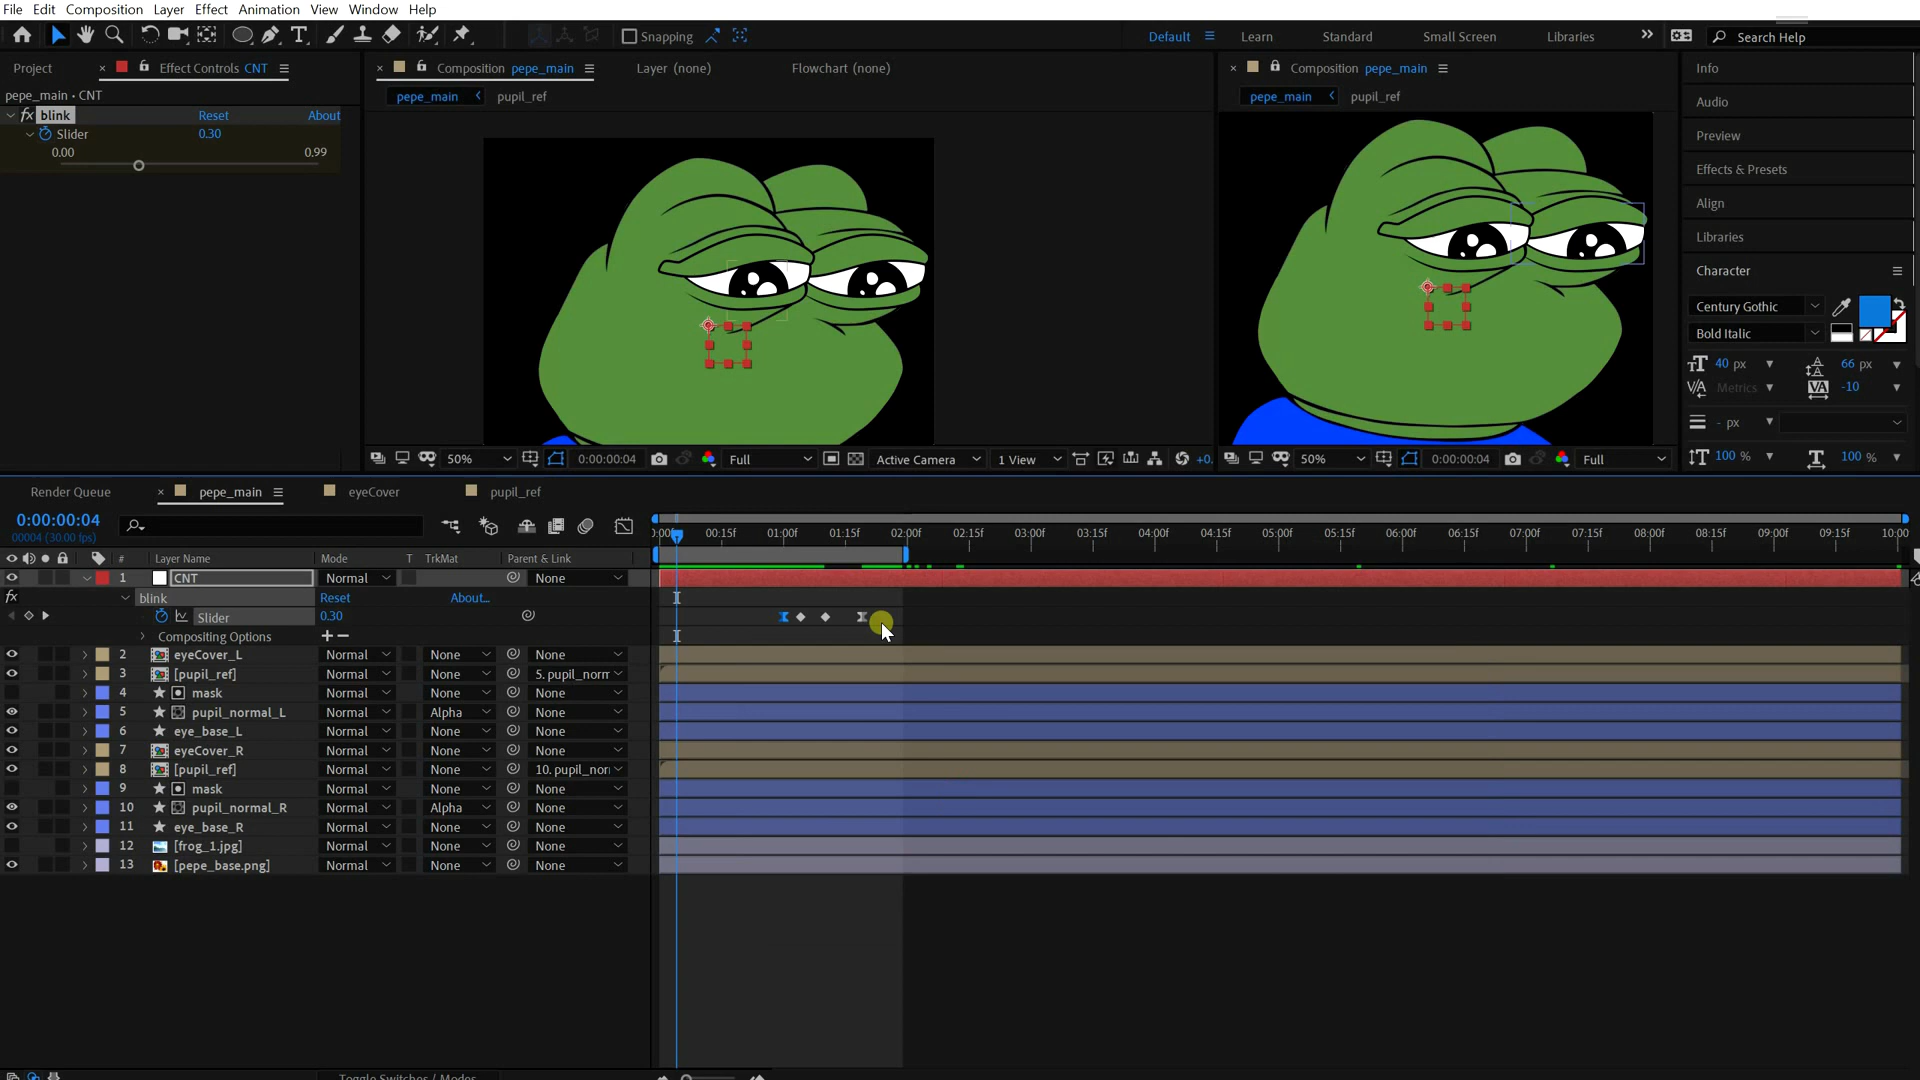 File Edit Composition Layer Effect Animation View Window Help
Snapping
Default Learn Standard Small Screen Libraries Search Help
Project Effect Controls CNT
pepe_main • CNT
fx blink Reset About
Slider 0.30
0.00 0.99
Composition pepe_main Layer (none) Flowchart (none)
pepe_main pupil_ref
50% 0:00:00:04 Full Active Camera 1 View +0.
Composition pepe_main
pepe_main pupil_ref
50% 0:00:00:04 Full
Info
Audio
Preview
Effects & Presets
Align
Libraries
Character
Century Gothic
Bold Italic
40 px 66 px
Metrics -10
- px
100 % 100 %
Render Queue pepe_main eyeCover pupil_ref
0:00:00:04
00004 (30.00 fps)
# Layer Name Mode T TrkMat Parent & Link
0:00f 00:15f 01:00f 01:15f 02:00f 02:15f 03:00f 03:15f 04:00f 04:15f 05:00f 05:15f 06:00f 06:15f 07:00f 07:15f 08:00f 08:15f 09:00f 09:15f 10:00
1 CNT Normal None
fx blink Reset About...
Slider 0.30
Compositing Options
2 eyeCover_L Normal None None
3 [pupil_ref] Normal None 5. pupil_norm
4 mask Normal None None
5 pupil_normal_L Normal Alpha None
6 eye_base_L Normal None None
7 eyeCover_R Normal None None
8 [pupil_ref] Normal None 10. pupil_nor
9 mask Normal None None
10 pupil_normal_R Normal Alpha None
11 eye_base_R Normal None None
12 [frog_1.jpg] Normal None None
13 [pepe_base.png] Normal None None
Toggle Switches / Modes